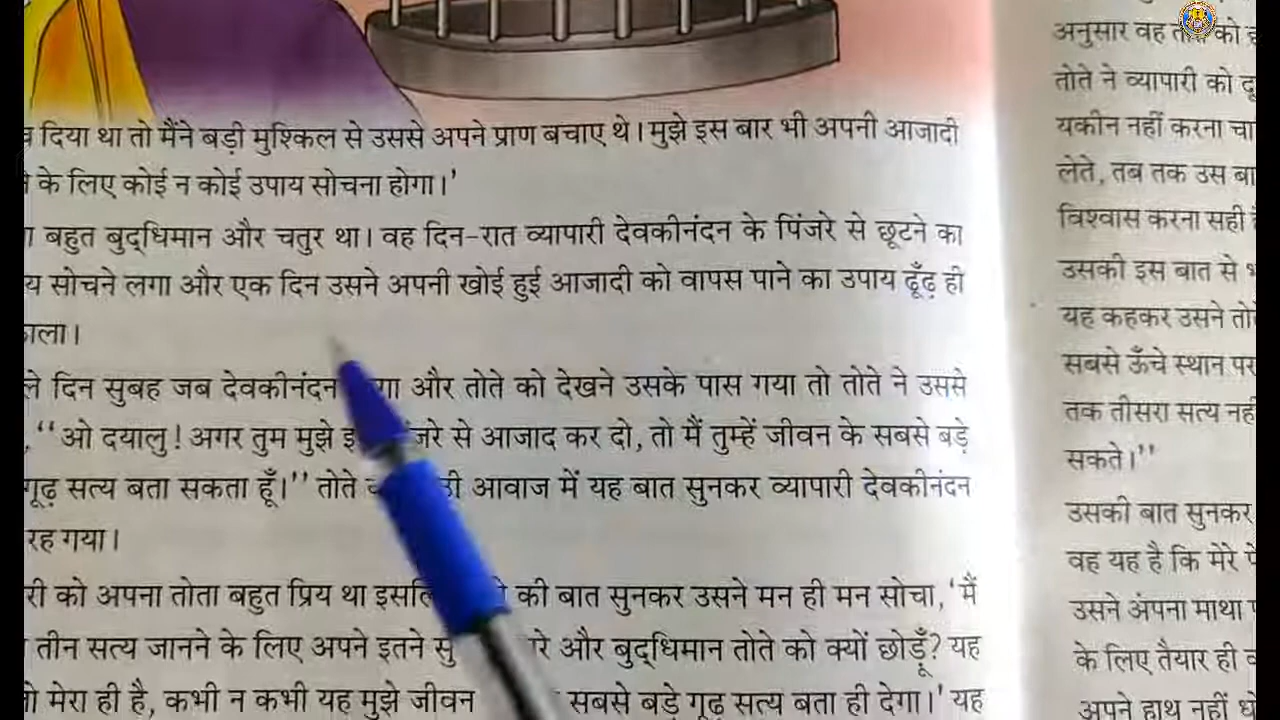 दिया था तो मैंने बड़ी मुश्किल से उससे अपने प्राण बचाए थे। मुझे इस बार भी अपनी आजादी
के लिए कोई न कोई उपाय सोचना होगा।'
बहुत बुद्धिमान और चतुर था। वह दिन-रात व्यापारी देवकीनंदन के पिंजरे से छूटने का
सोचने लगा और एक दिन उसने अपनी खोई हुई आजादी को वापस पाने का उपाय ढूँढ़ ही
दिन सुबह जब देवकीनंदन और तोते को देखने उसके पास गया तो तोते ने उससे
"ओ दयालु! अगर तुम मुझे से आजाद कर दो, तो मैं तुम्हें जीवन के सबसे बड़े
गूढ़ सत्य बता सकता हूँ।'' तोते आवाज में यह बात सुनकर व्यापारी देवकीनंदन
रह गया।
को अपना तोता बहुत प्रिय था की बात सुनकर उसने मन ही मन सोचा, 'मैं
तीन सत्य जानने के लिए अपने इतने और बुद्धिमान तोते को क्यों छोड़ूँ? यह
मेरा ही है, कभी न कभी यह मुझे जीवन सबसे बड़े गूढ़ सत्य बता ही देगा।' यह
अनुसार वह को
तोते ने व्यापारी को
यकीन नहीं करना
लेते, तब तक उस
विश्वास करना सही
उसकी इस बात से
यह कहकर उसने
सबसे ऊँचे स्थान पर
तक तीसरा सत्य
सकते।''
उसकी बात सुनकर
वह यह है कि मेरे
उसने अपना माथा
के लिए तैयार ही
अपने हाथ नहीं